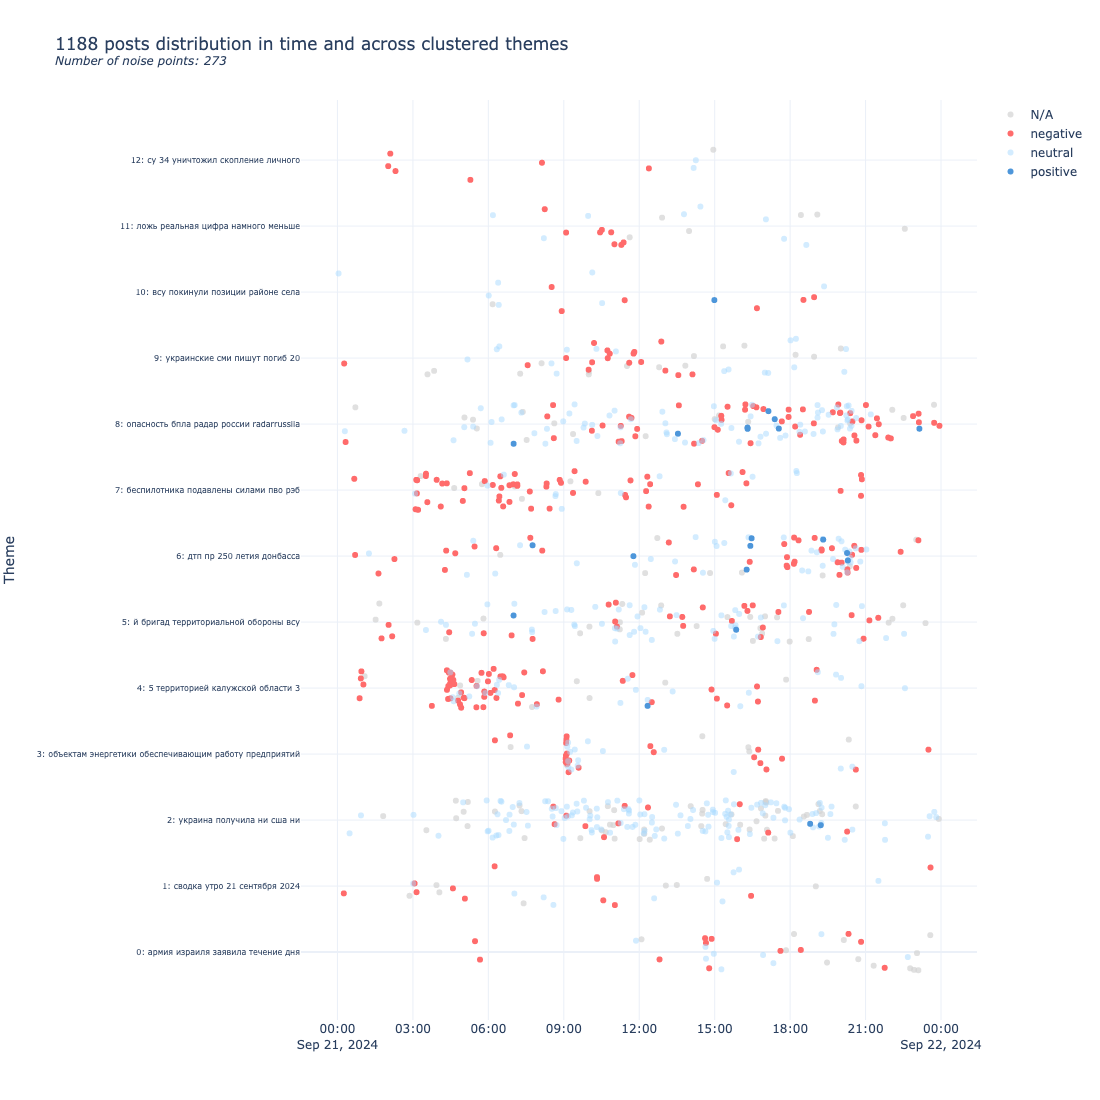 1188 posts distribution in time and across clustered themes
Number of noise points: 273
N/A
negative
neutral
positive
Theme
12: су 34 уничтожил скопление личного
11: ложь реальная цифра намного меньше
10: всу покинули позиции районе села
9: украинские сми пишут погиб 20
8: опасность бпла радар россии radarrussiia
7: беспилотника подавлены силами пво рэб
6: дтп пр 250 летия донбасса
5: й бригад территориальной обороны всу
4: 5 территорией калужской области 3
3: объектам энергетики обеспечивающим работу предприятий
2: украина получила ни сша ни
1: сводка утро 21 сентября 2024
0: армия израиля заявила течение дня
00:00 03:00 06:00 09:00 12:00 15:00 18:00 21:00 00:00
Sep 21, 2024 Sep 22, 2024